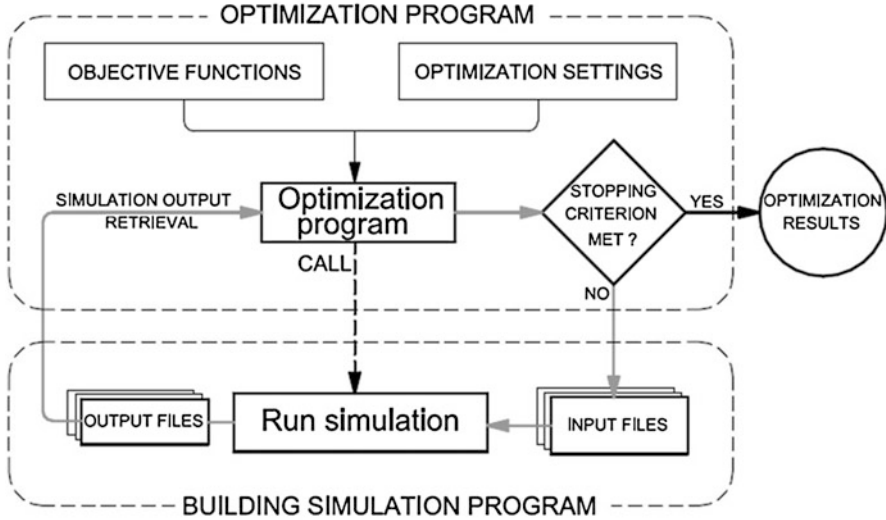 OPTIMIZATION PROGRAM
OBJECTIVE FUNCTIONS
OPTIMIZATION SETTINGS
SIMULATION OUTPUT
RETRIEVAL
Optimization
program
STOPPING
CRITERION
MET ?
YES
OPTIMIZATION
RESULTS
CALL
NO
OUTPUT FILES
Run simulation
INPUT FILES
BUILDING SIMULATION PROGRAM